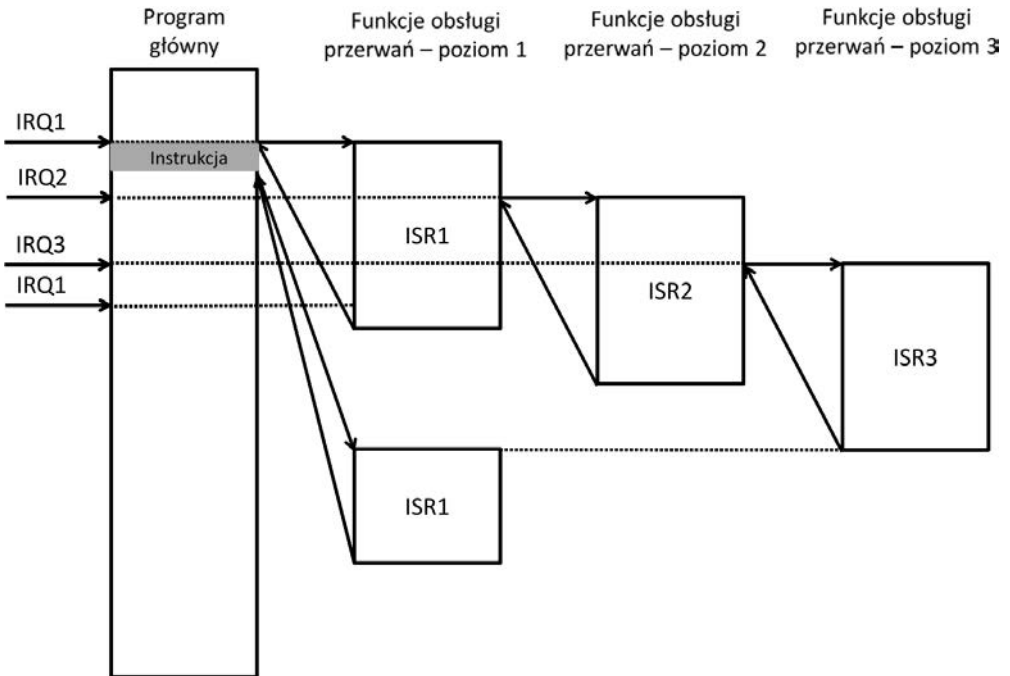 Program
główny
Funkcje obsługi
przerwań – poziom 1
Funkcje obsługi
przerwań – poziom 2
Funkcje obsługi
przerwań – poziom 3
IRQ1
Instrukcja
IRQ2
IRQ3
IRQ1
ISR1
ISR2
ISR3
ISR1